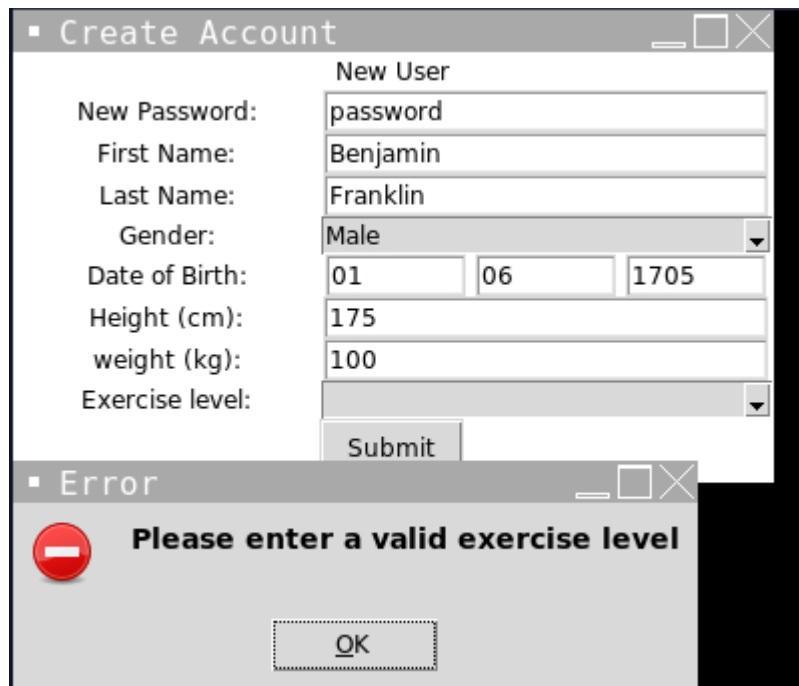 Create Account
New User
New Password: password
First Name: Benjamin
Last Name: Franklin
Gender: Male
Date of Birth: 01 06 1705
Height (cm): 175
weight (kg): 100
Exercise level:
Submit
Error
Please enter a valid exercise level
OK